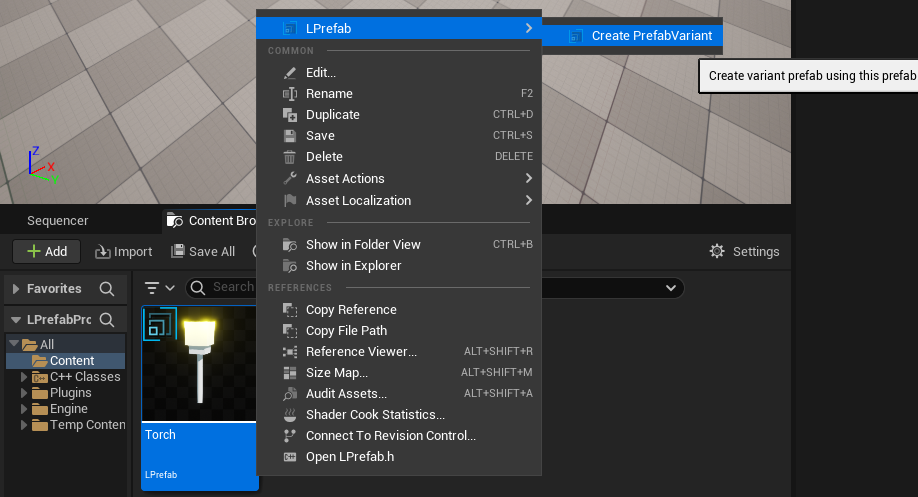 LPrefab
Create PrefabVariant
COMMON
Create variant prefab using this prefab
Edit...
Rename F2
Duplicate CTRL+D
Save CTRL+S
Delete DELETE
Asset Actions
Asset Localization
EXPLORE
Show in Folder View CTRL+B
Show in Explorer
REFERENCES
Copy Reference
Copy File Path
Reference Viewer... ALT+SHIFT+R
Size Map... ALT+SHIFT+M
Audit Assets... ALT+SHIFT+A
Shader Cook Statistics...
Connect To Revision Control...
Open LPrefab.h
Z
X
Y
Sequencer
Content Bro
Add
Import
Save All
Settings
Favorites
Search
LPrefabPrc
All
Content
C++ Classes
Plugins
Engine
Temp Conten
Torch
LPrefab